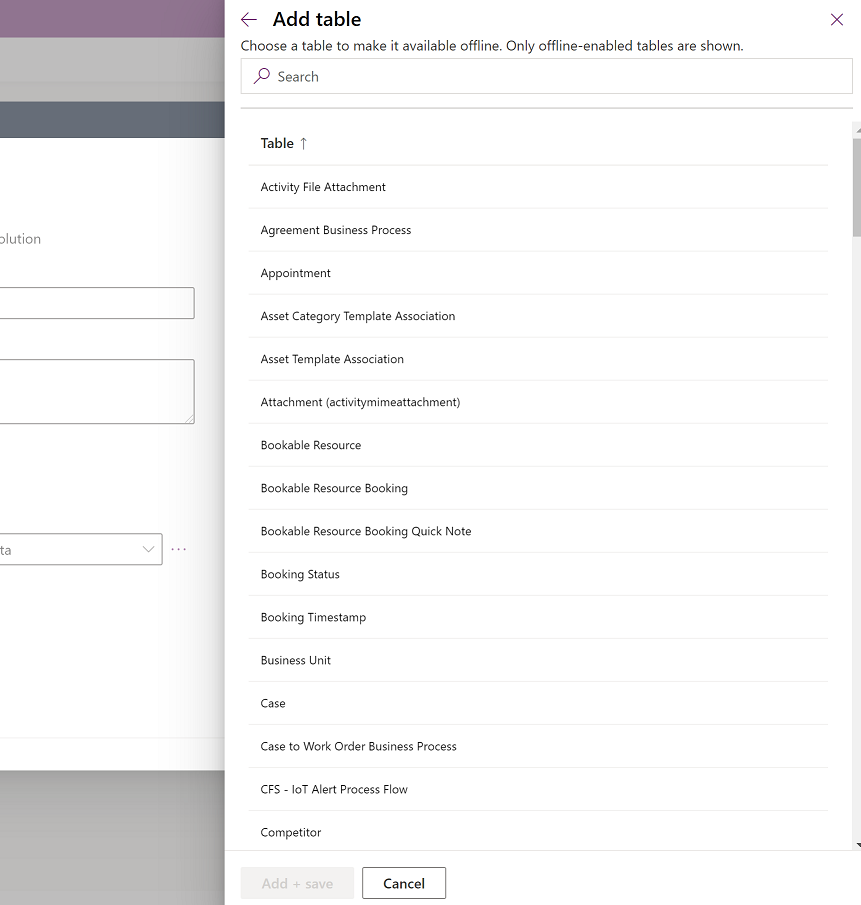 Add table
Choose a table to make it available offline. Only offline-enabled tables are shown.
Search
Table ↑
Activity File Attachment
Agreement Business Process
Appointment
Asset Category Template Association
Asset Template Association
Attachment (activitymimeattachment)
Bookable Resource
Bookable Resource Booking
Bookable Resource Booking Quick Note
Booking Status
Booking Timestamp
Business Unit
Case
Case to Work Order Business Process
CFS - IoT Alert Process Flow
Competitor
Add + save
Cancel
olution
ta
...